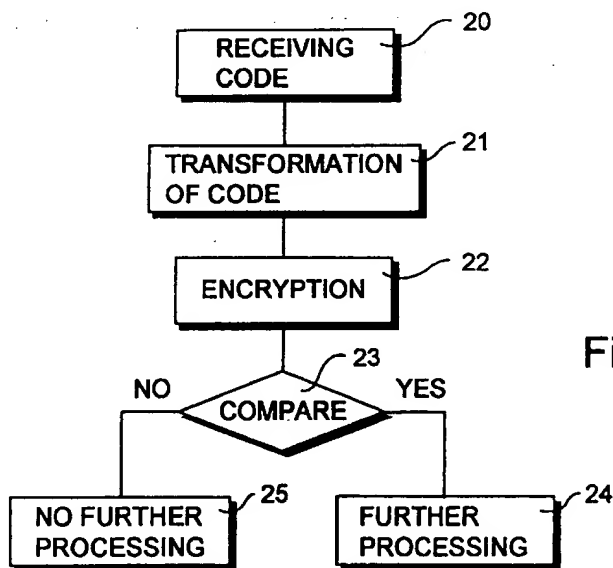 20
RECEIVING
CODE
21
TRANSFORMATION
OF CODE
22
ENCRYPTION
23
NO
COMPARE
YES
25
NO FURTHER
PROCESSING
24
FURTHER
PROCESSING
Fi